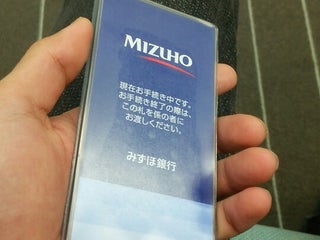 MIZUHO
現在お手続き中です。
お手続き終了の際は、
この札を係の者に
お渡しください。
みずほ銀行